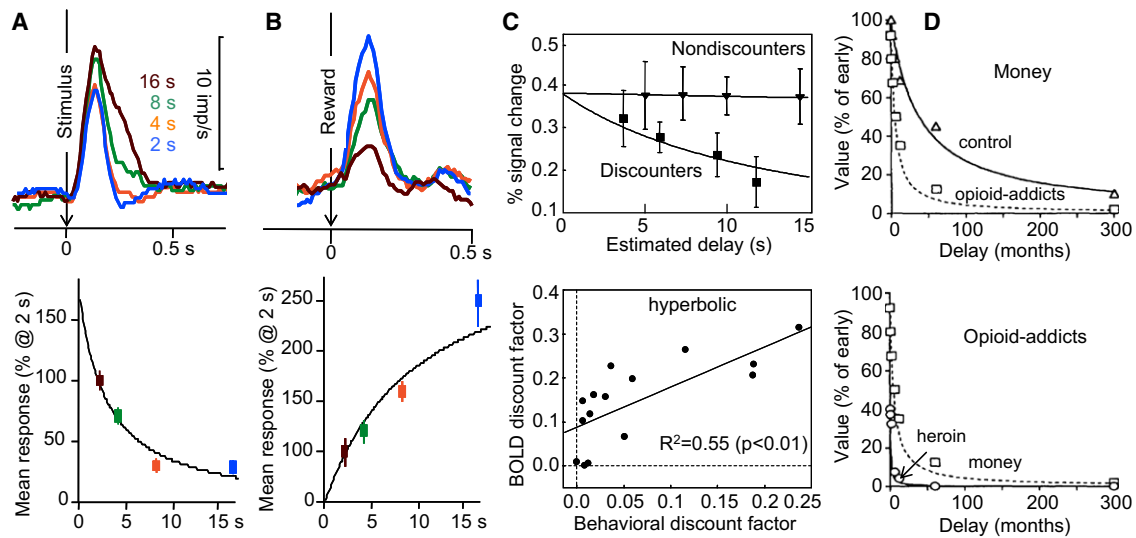 A
Stimulus
16 s
8 s
4 s
2 s
10 imp/s
0
0.5 s
Mean response (% @ 2 s)
150
100
50
0
0
5
10
15 s
B
Reward
0
0.5 s
Mean response (% @ 2 s)
250
200
150
100
50
0
0
5
10
15 s
C
% signal change
0.5
0.4
0.3
0.2
0.1
Nondiscounters
Discounters
0
5
10
15
Estimated delay (s)
BOLD discount factor
0.4
0.3
0.2
0.1
0.0
hyperbolic
R²=0.55 (p<0.01)
0.0
0.05
0.10
0.15
0.20
0.25
Behavioral discount factor
D
Value (% of early)
100
80
60
40
20
0
Money
control
opioid-addicts
0
100
200
300
Delay (months)
Value (% of early)
100
80
60
40
20
0
Opioid-addicts
heroin
money
0
100
200
300
Delay (months)